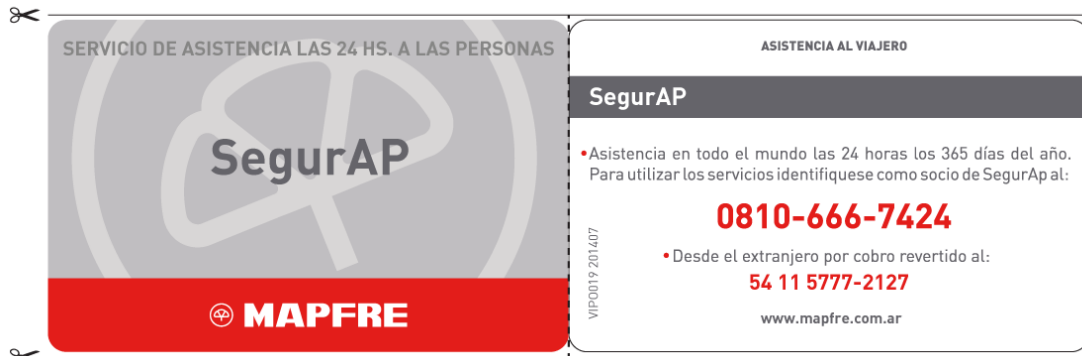 SERVICIO DE ASISTENCIA LAS 24 HS. A LAS PERSONAS
SegurAP
MAPFRE
ASISTENCIA AL VIAJERO
SegurAP
•Asistencia en todo el mundo las 24 horas los 365 días del año.
Para utilizar los servicios identifiquese como socio de SegurAp al:
0810-666-7424
•Desde el extranjero por cobro revertido al:
54 11 5777-2127
www.mapfre.com.ar
VIPO019 201407